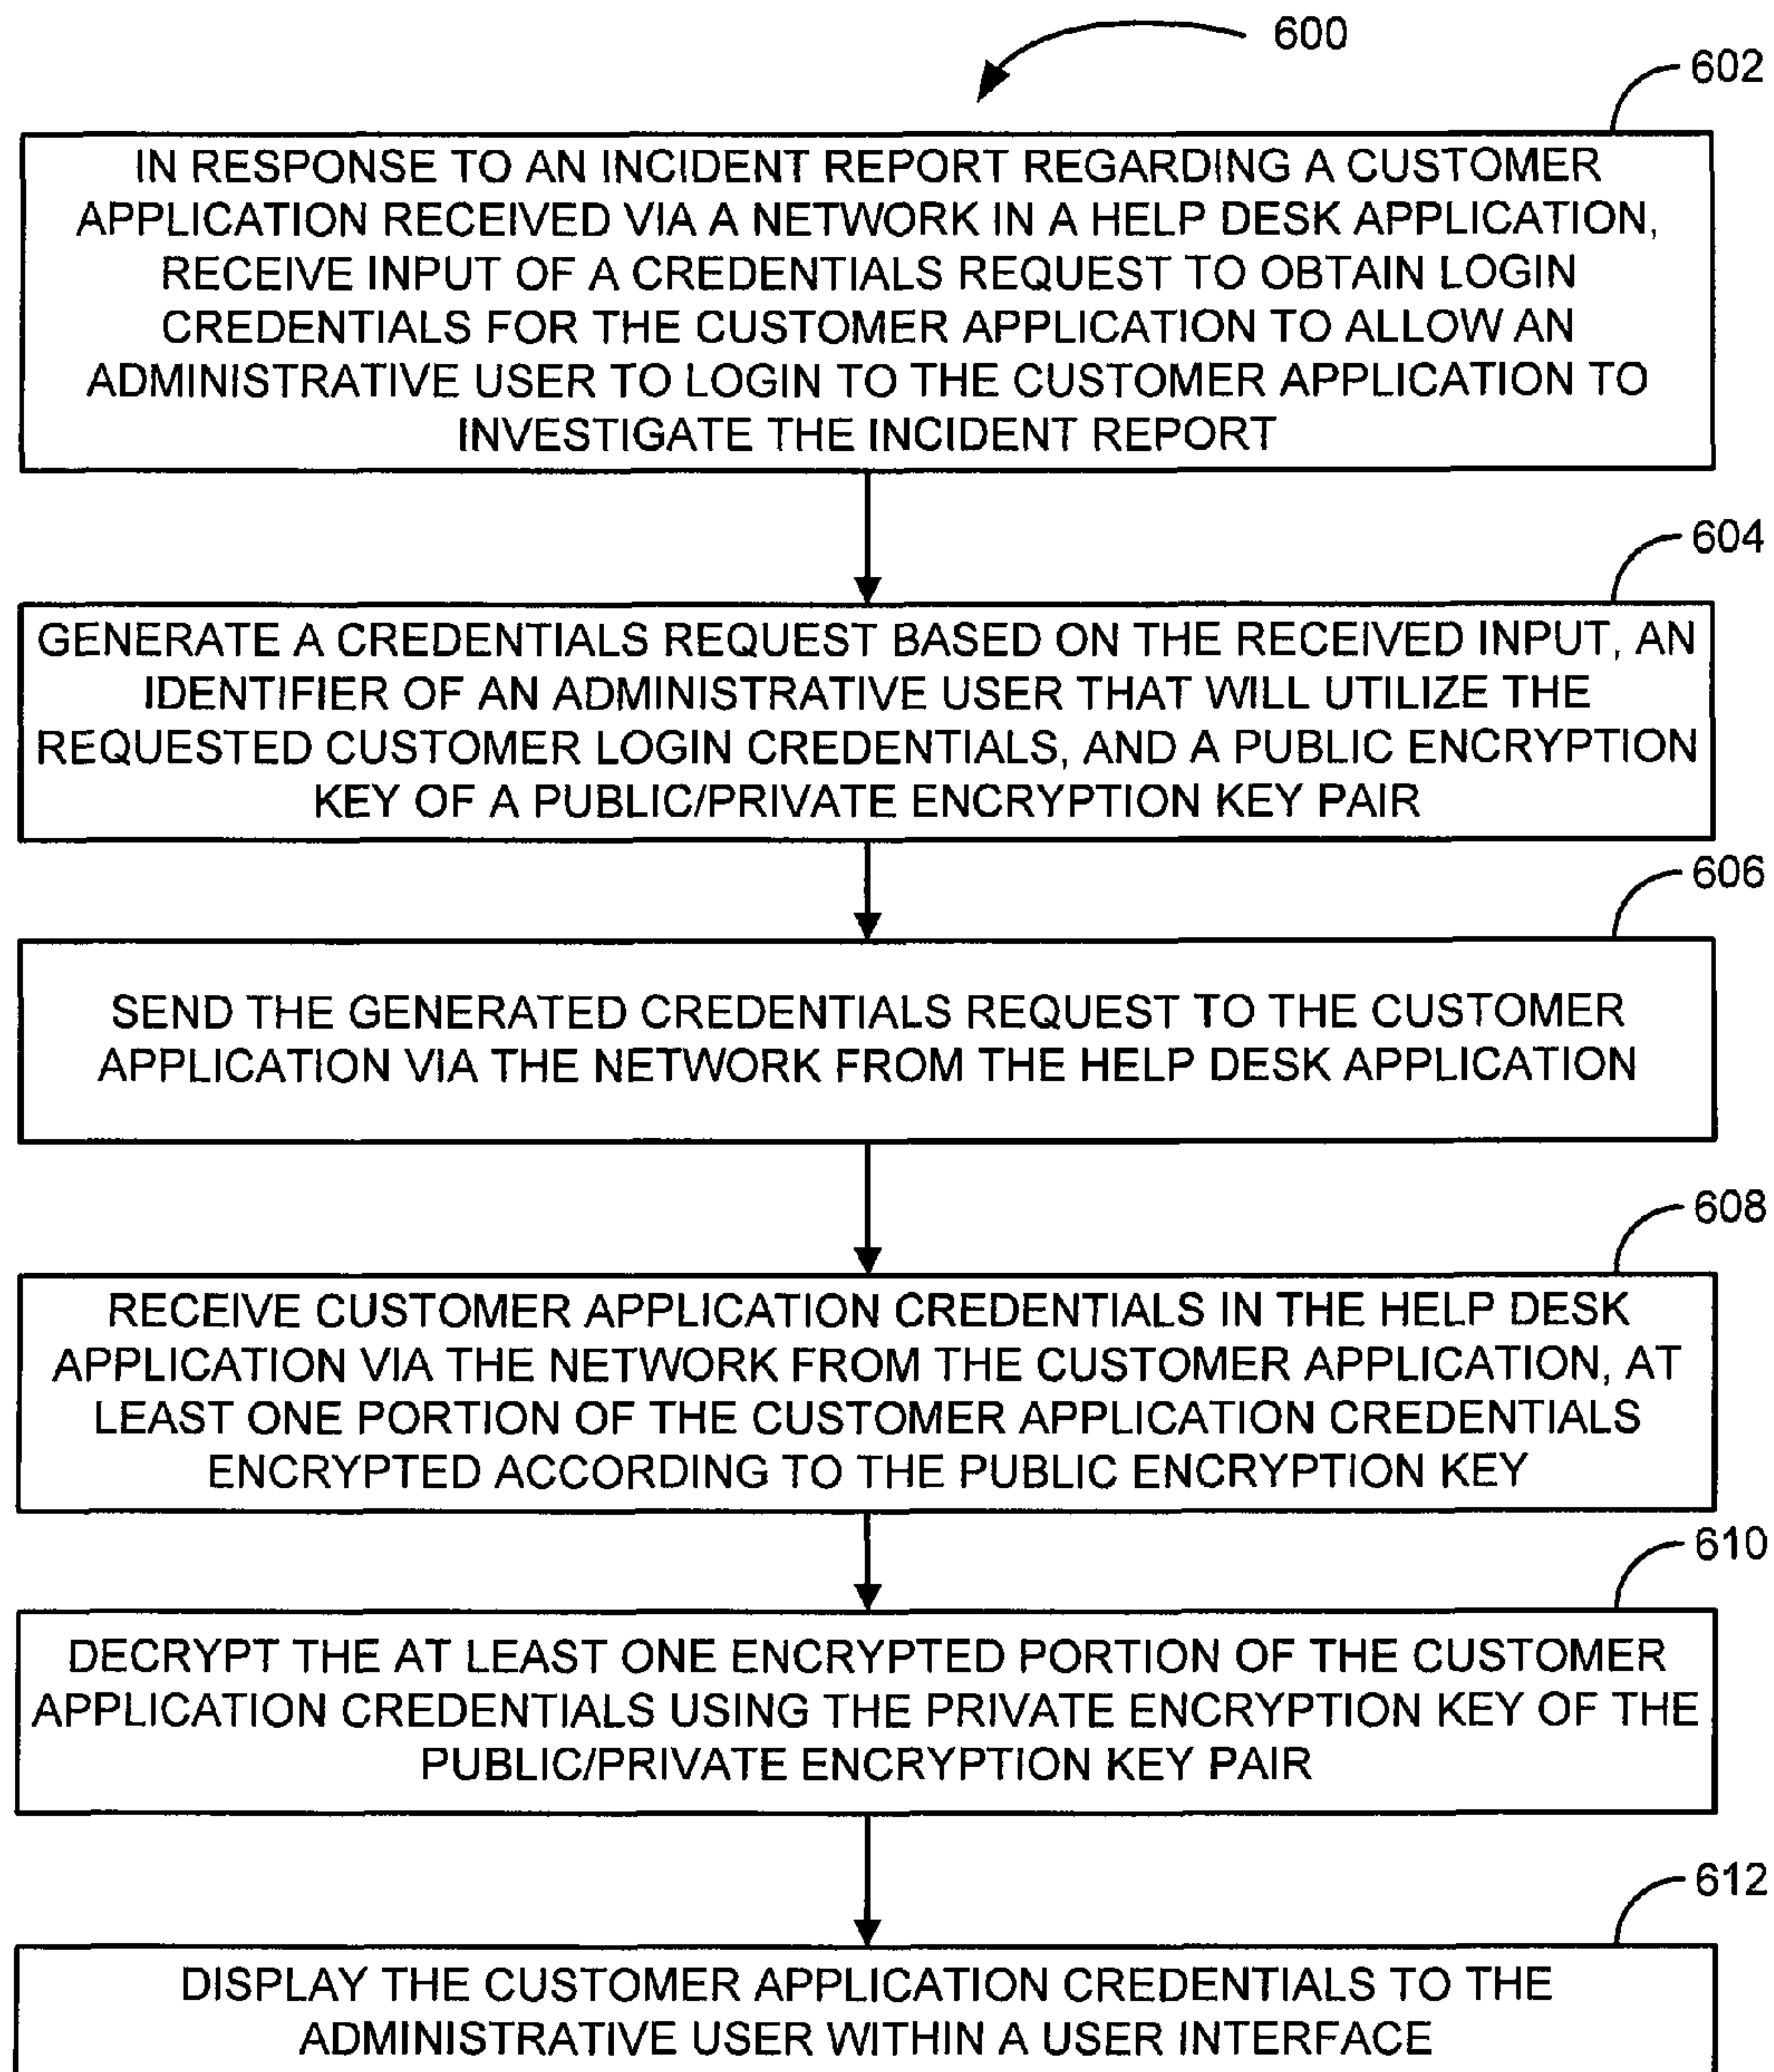 600
602
IN RESPONSE TO AN INCIDENT REPORT REGARDING A CUSTOMER
APPLICATION RECEIVED VIA A NETWORK IN A HELP DESK APPLICATION,
RECEIVE INPUT OF A CREDENTIALS REQUEST TO OBTAIN LOGIN
CREDENTIALS FOR THE CUSTOMER APPLICATION TO ALLOW AN
ADMINISTRATIVE USER TO LOGIN TO THE CUSTOMER APPLICATION TO
INVESTIGATE THE INCIDENT REPORT
604
GENERATE A CREDENTIALS REQUEST BASED ON THE RECEIVED INPUT, AN
IDENTIFIER OF AN ADMINISTRATIVE USER THAT WILL UTILIZE THE
REQUESTED CUSTOMER LOGIN CREDENTIALS, AND A PUBLIC ENCRYPTION
KEY OF A PUBLIC/PRIVATE ENCRYPTION KEY PAIR
606
SEND THE GENERATED CREDENTIALS REQUEST TO THE CUSTOMER
APPLICATION VIA THE NETWORK FROM THE HELP DESK APPLICATION
608
RECEIVE CUSTOMER APPLICATION CREDENTIALS IN THE HELP DESK
APPLICATION VIA THE NETWORK FROM THE CUSTOMER APPLICATION, AT
LEAST ONE PORTION OF THE CUSTOMER APPLICATION CREDENTIALS
ENCRYPTED ACCORDING TO THE PUBLIC ENCRYPTION KEY
610
DECRYPT THE AT LEAST ONE ENCRYPTED PORTION OF THE CUSTOMER
APPLICATION CREDENTIALS USING THE PRIVATE ENCRYPTION KEY OF THE
PUBLIC/PRIVATE ENCRYPTION KEY PAIR
612
DISPLAY THE CUSTOMER APPLICATION CREDENTIALS TO THE
ADMINISTRATIVE USER WITHIN A USER INTERFACE